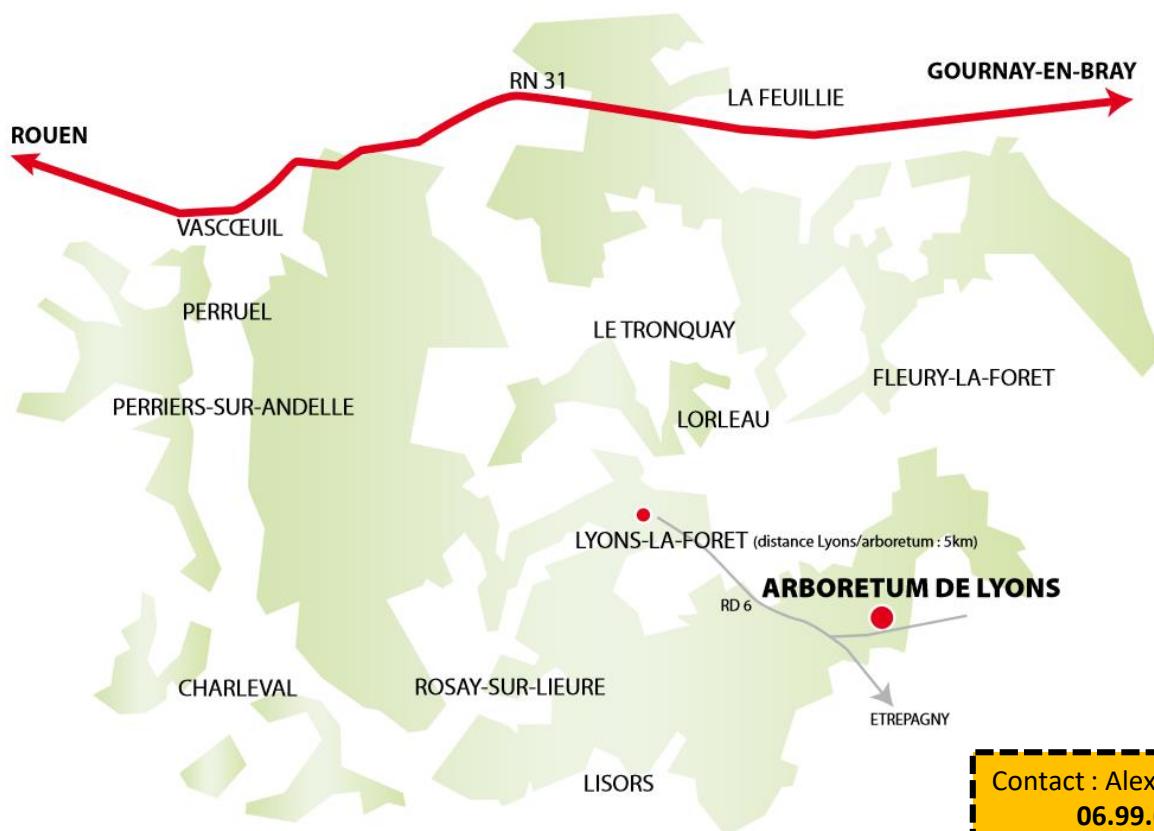 RN 31
GOURNAY-EN-BRAY
LA FEUILLIE
ROUEN
VASCŒUIL
PERRUEL
LE TRONQUAY
FLEURY-LA-FORET
PERRIERS-SUR-ANDELLE
LORLEAU
LYONS-LA-FORET (distance Lyons/arboretum : 5km)
ARBORETUM DE LYONS
RD 6
CHARLEVAL
ROSAY-SUR-LIEURE
ETREPAGNY
LISORS
Contact : Alex
06.99.